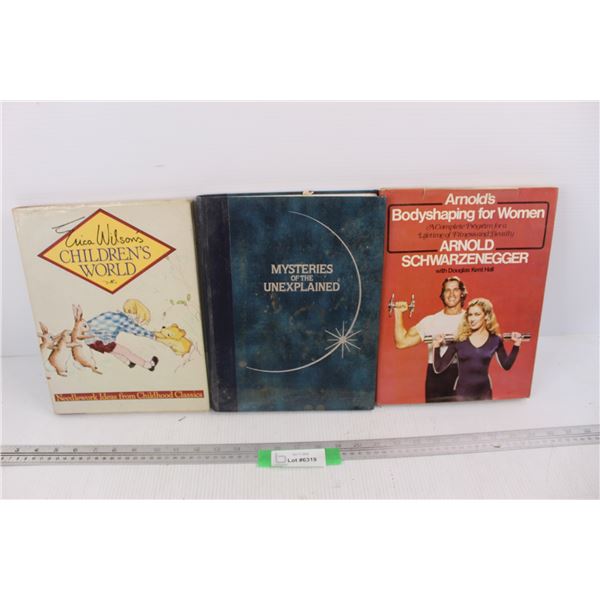 Erica Wilson's
CHILDREN'S
WORLD
Needlework Ideas from Childhood Classics
MYSTERIES
OF THE
UNEXPLAINED
Arnold's
Bodyshaping for Women
A Complete Program for a
Lifetime of Fitness and Beauty
ARNOLD
SCHWARZENEGGER
with Douglas Kent Hall
Lot #6319